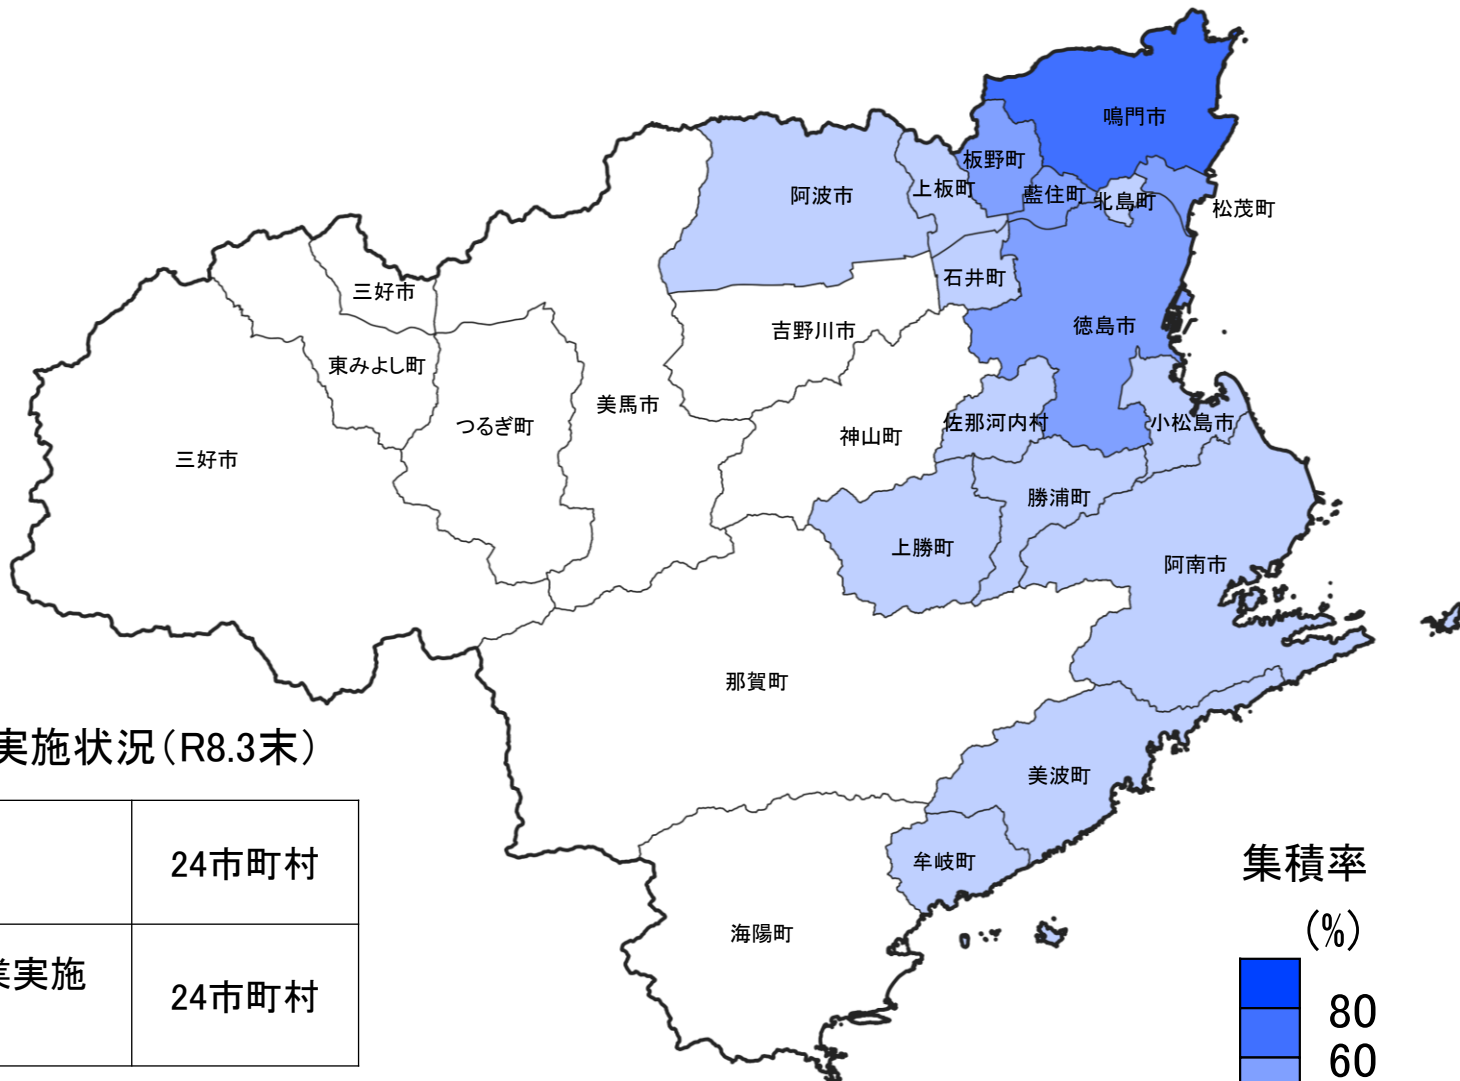 鳴門市
板野町
阿波市
上板町
藍住町
北島町
松茂町
石井町
三好市
吉野川市
徳島市
東みよし町
美馬市
つるぎ町
神山町
佐那河内村
小松島市
三好市
勝浦町
上勝町
阿南市
那賀町
美波町
牟岐町
海陽町
実施状況(R8.3末)
24市町村
業実施
24市町村
集積率
(%)
80
60